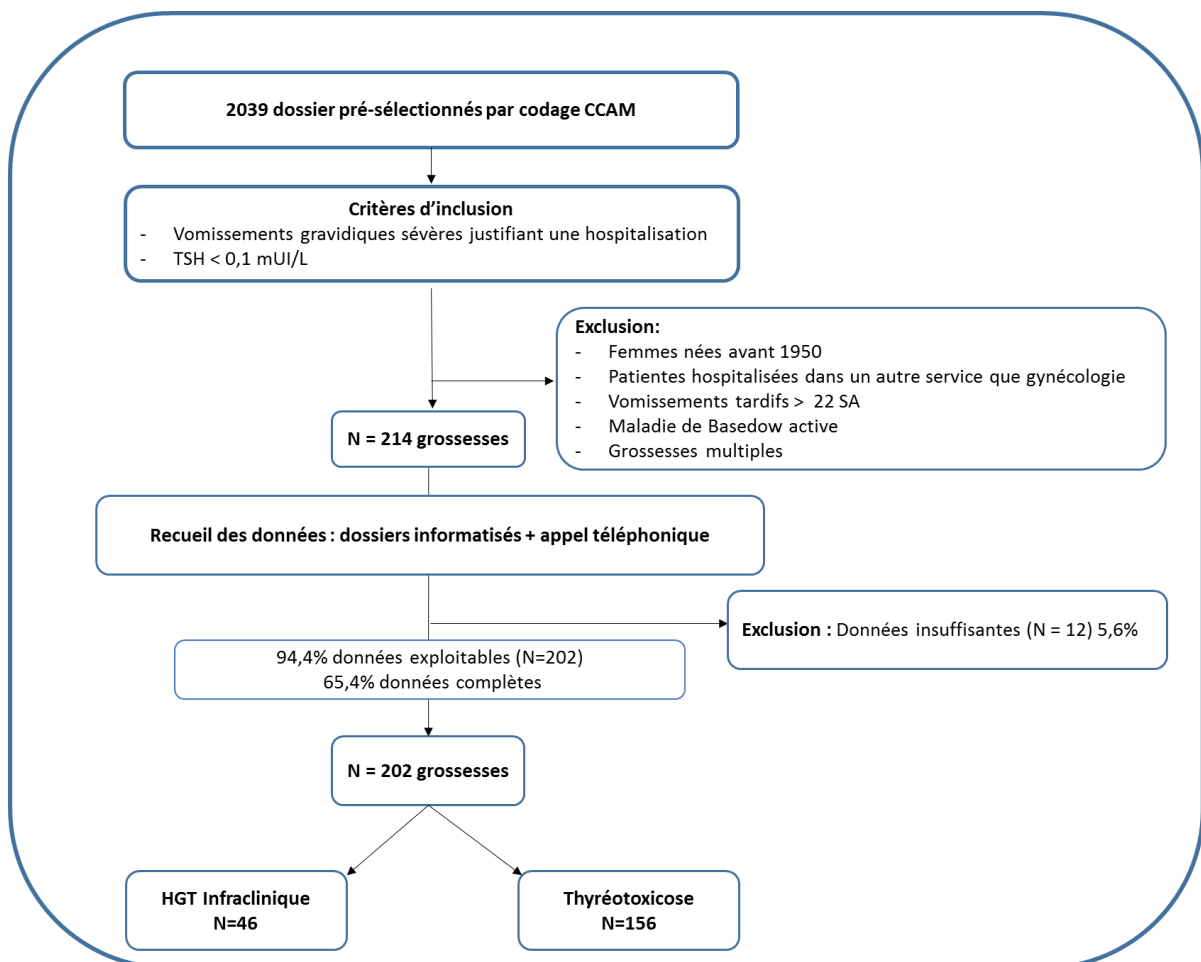 2039 dossier pré-sélectionnés par codage CCAM
Critères d’inclusion
- Vomissements gravidiques sévères justifiant une hospitalisation
- TSH < 0,1 mUI/L
Exclusion:
- Femmes nées avant 1950
- Patientes hospitalisées dans un autre service que gynécologie
- Vomissements tardifs > 22 SA
- Maladie de Basedow active
- Grossesses multiples
N = 214 grossesses
Recueil des données : dossiers informatisés + appel téléphonique
Exclusion : Données insuffisantes (N = 12) 5,6%
94,4% données exploitables (N=202)
65,4% données complètes
N = 202 grossesses
HGT Infraclinique
N=46
Thyréotoxicose
N=156